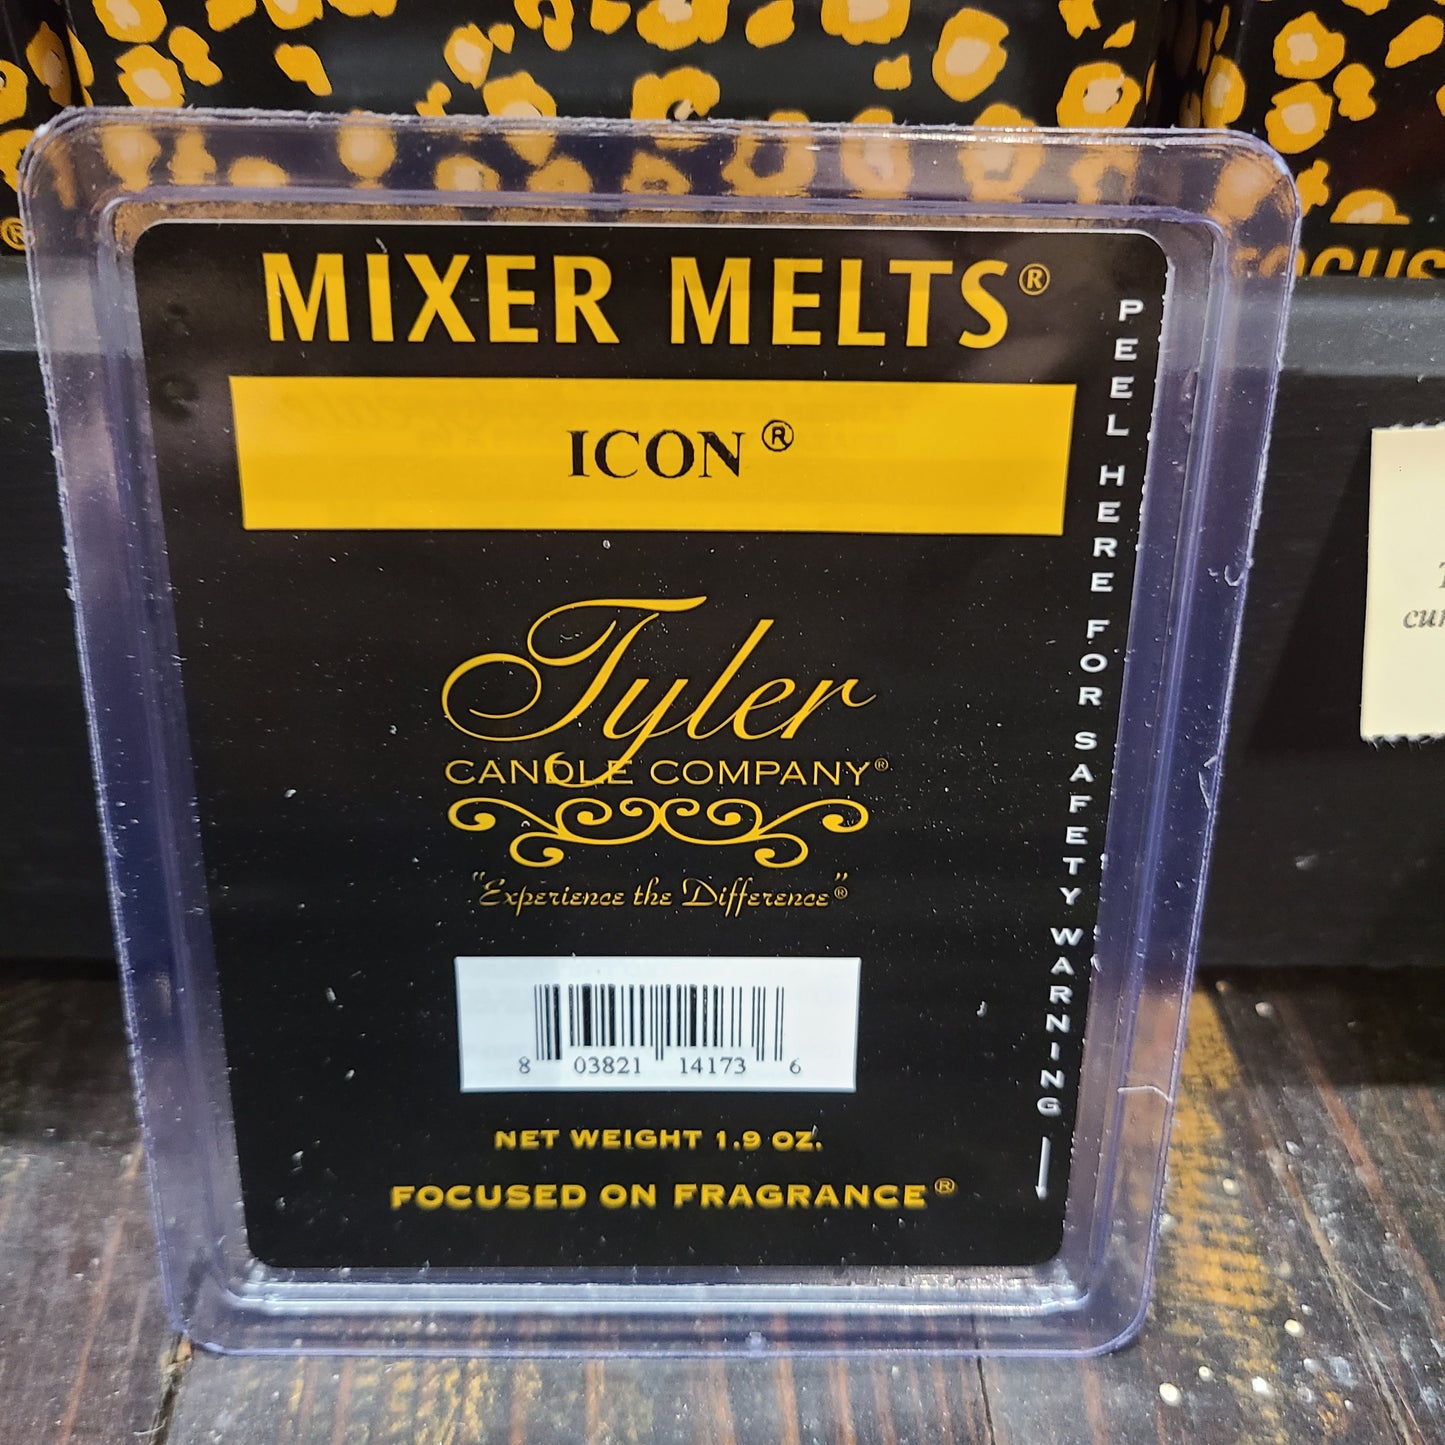 MIXER MELTS®
ICON®
Tyler
CANDLE COMPANY®
"Experience the Difference"®
8 03821 14173 6
NET WEIGHT 1.9 OZ.
FOCUSED ON FRAGRANCE®
PEEL HERE FOR SAFETY WARNING
®